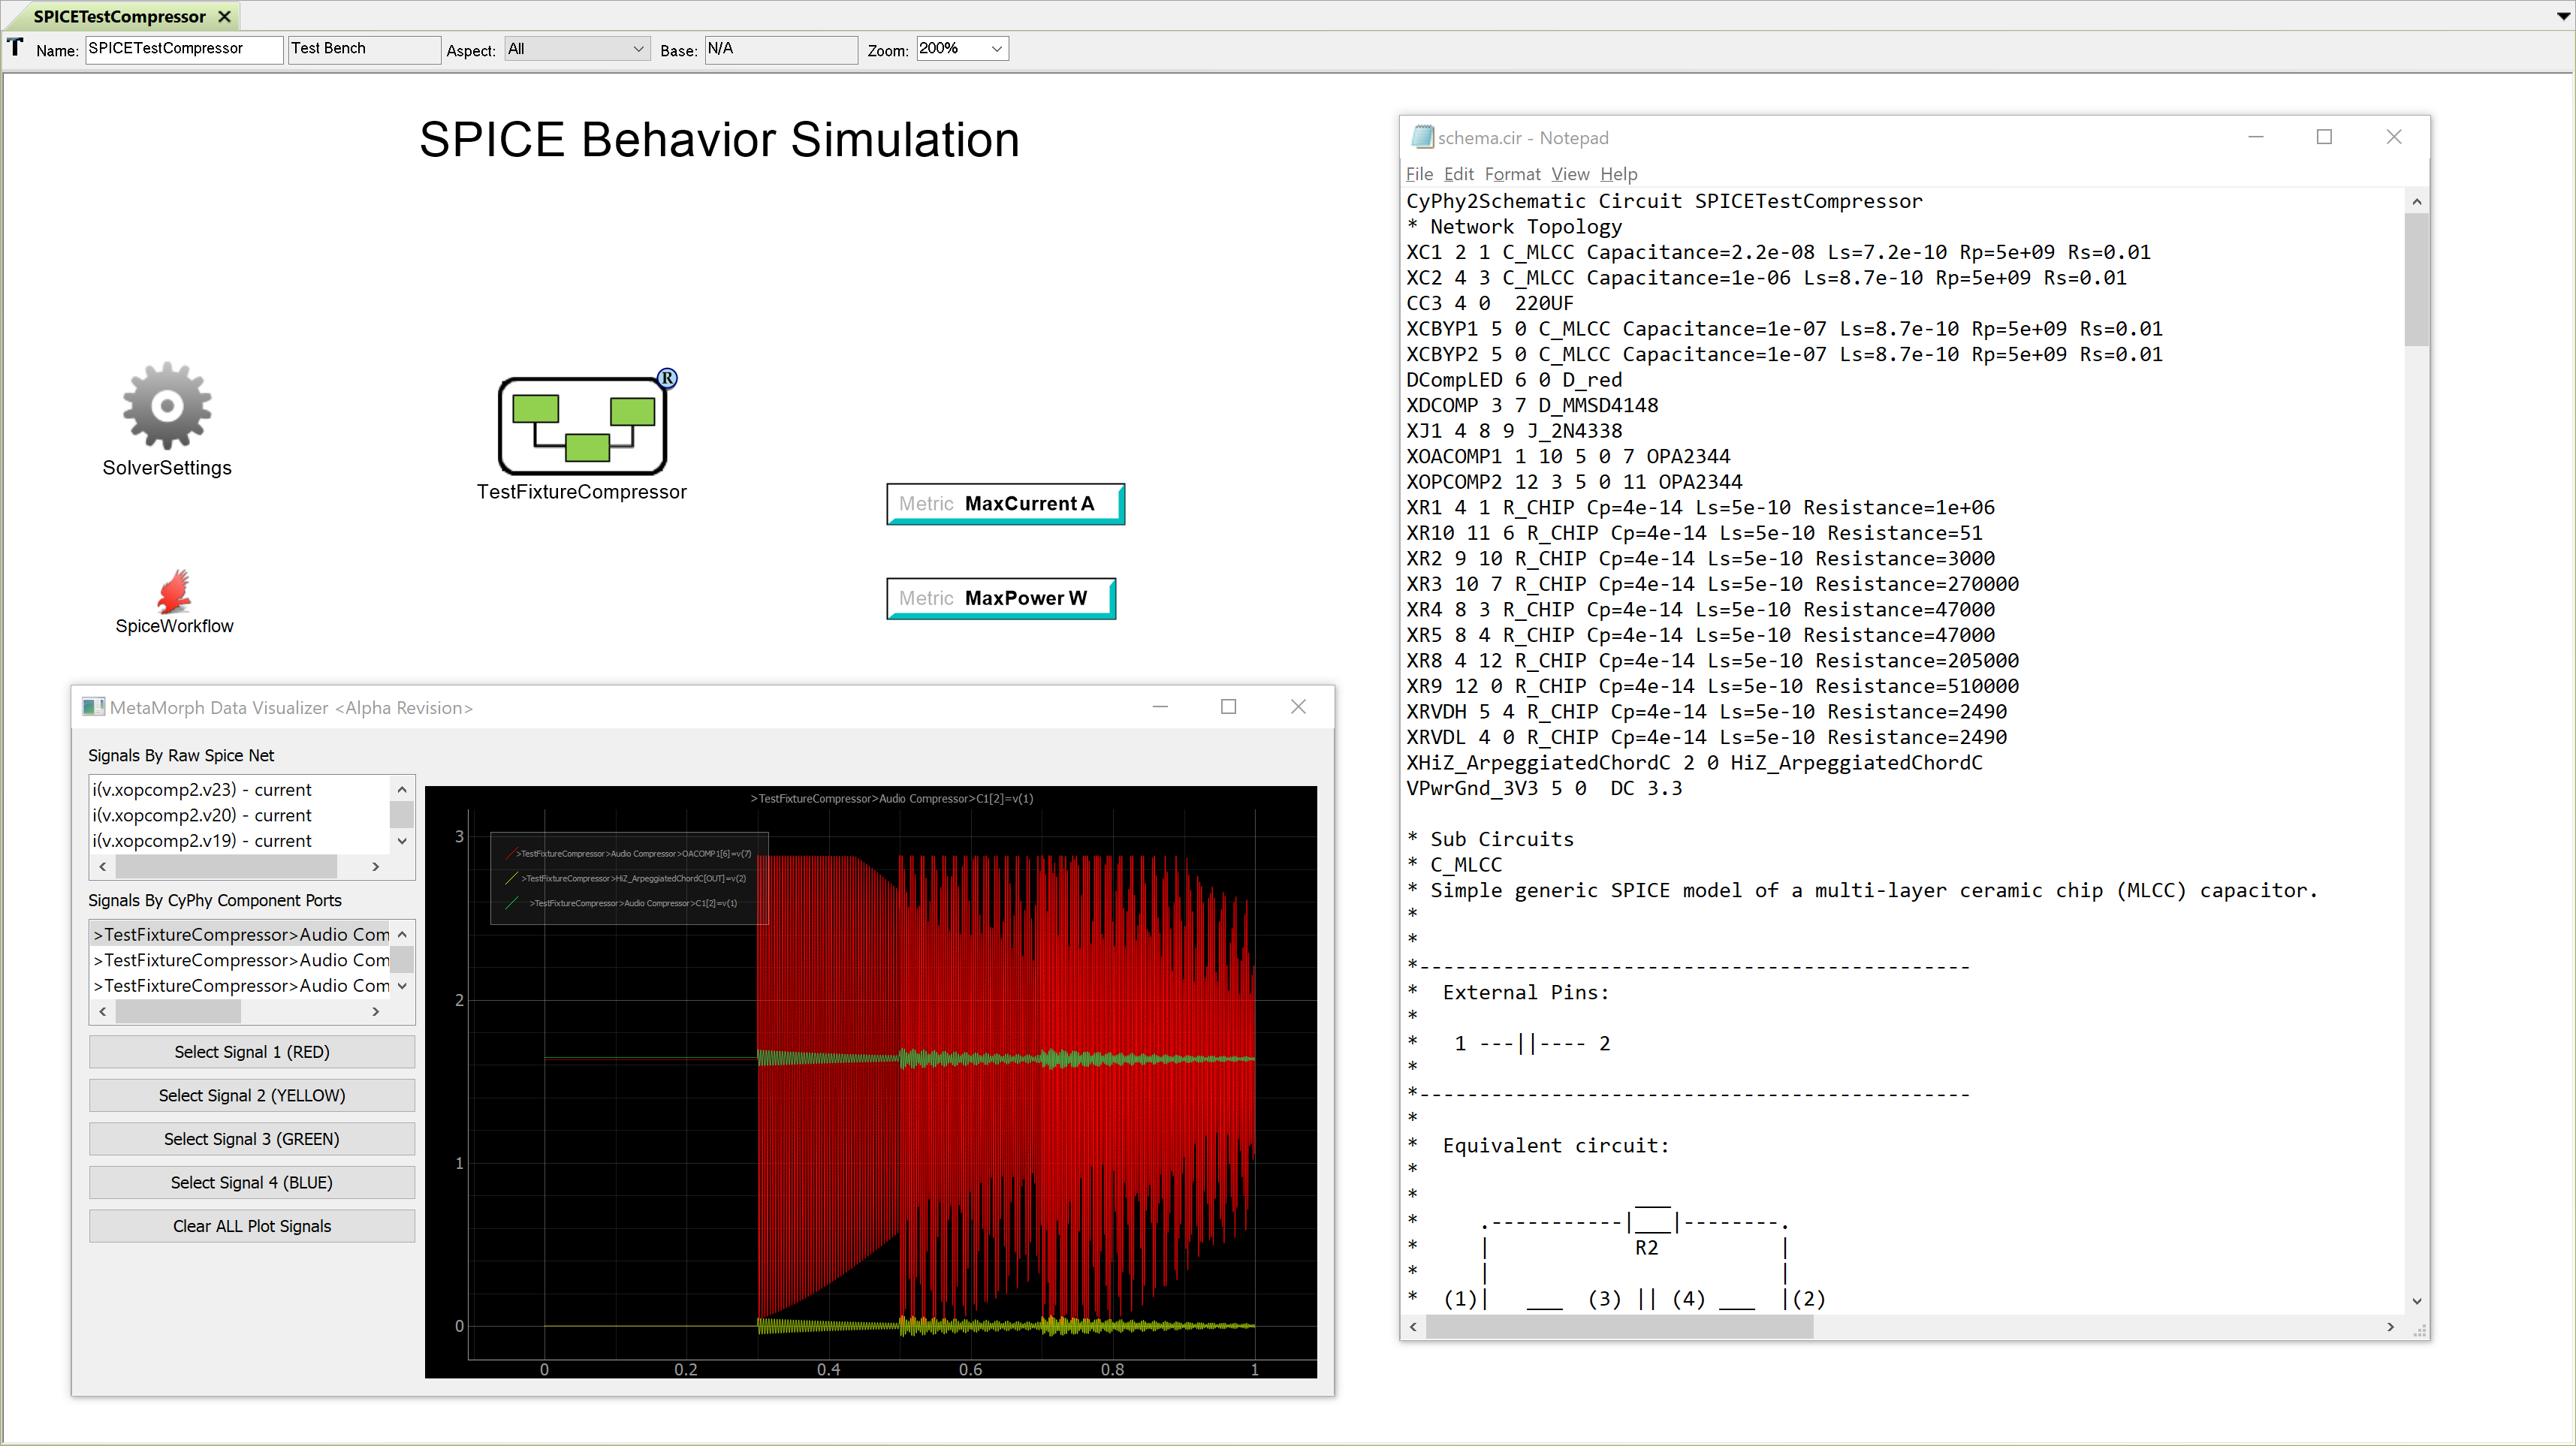 SPICETestCompressor
Name: SPICETestCompressor Test Bench Aspect: All Base: N/A Zoom: 200%
SPICE Behavior Simulation
SolverSettings
R
TestFixtureCompressor
Metric MaxCurrent A
SpiceWorkflow
Metric MaxPower W
MetaMorph Data Visualizer <Alpha Revision>
Signals By Raw Spice Net
i(v.xopcomp2.v23) - current
i(v.xopcomp2.v20) - current
i(v.xopcomp2.v19) - current
Signals By CyPhy Component Ports
>TestFixtureCompressor>Audio Com
>TestFixtureCompressor>Audio Com
>TestFixtureCompressor>Audio Com
Select Signal 1 (RED)
Select Signal 2 (YELLOW)
Select Signal 3 (GREEN)
Select Signal 4 (BLUE)
Clear ALL Plot Signals
>TestFixtureCompressor>Audio Compressor>C1[2]=v(1)
>TestFixtureCompressor>Audio Compressor>OACOMP1[6]=v(7)
>TestFixtureCompressor>HiZ_ArpeggiatedChordC[OUT]=v(2)
>TestFixtureCompressor>Audio Compressor>C1[2]=v(1)
3
2
1
0
0 0.2 0.4 0.6 0.8 1
schema.cir - Notepad
File Edit Format View Help
CyPhy2Schematic Circuit SPICETestCompressor
* Network Topology
XC1 2 1 C_MLCC Capacitance=2.2e-08 Ls=7.2e-10 Rp=5e+09 Rs=0.01
XC2 4 3 C_MLCC Capacitance=1e-06 Ls=8.7e-10 Rp=5e+09 Rs=0.01
CC3 4 0  220UF
XCBYP1 5 0 C_MLCC Capacitance=1e-07 Ls=8.7e-10 Rp=5e+09 Rs=0.01
XCBYP2 5 0 C_MLCC Capacitance=1e-07 Ls=8.7e-10 Rp=5e+09 Rs=0.01
DCompLED 6 0 D_red
XDCOMP 3 7 D_MMSD4148
XJ1 4 8 9 J_2N4338
XOACOMP1 1 10 5 0 7 OPA2344
XOPCOMP2 12 3 5 0 11 OPA2344
XR1 4 1 R_CHIP Cp=4e-14 Ls=5e-10 Resistance=1e+06
XR10 11 6 R_CHIP Cp=4e-14 Ls=5e-10 Resistance=51
XR2 9 10 R_CHIP Cp=4e-14 Ls=5e-10 Resistance=3000
XR3 10 7 R_CHIP Cp=4e-14 Ls=5e-10 Resistance=270000
XR4 8 3 R_CHIP Cp=4e-14 Ls=5e-10 Resistance=47000
XR5 8 4 R_CHIP Cp=4e-14 Ls=5e-10 Resistance=47000
XR8 4 12 R_CHIP Cp=4e-14 Ls=5e-10 Resistance=205000
XR9 12 0 R_CHIP Cp=4e-14 Ls=5e-10 Resistance=510000
XRVDH 5 4 R_CHIP Cp=4e-14 Ls=5e-10 Resistance=2490
XRVDL 4 0 R_CHIP Cp=4e-14 Ls=5e-10 Resistance=2490
XHiZ_ArpeggiatedChordC 2 0 HiZ_ArpeggiatedChordC
VPwrGnd_3V3 5 0  DC 3.3
* Sub Circuits
* C_MLCC
* Simple generic SPICE model of a multi-layer ceramic chip (MLCC) capacitor.
*
*
*----------------------------------------------
*  External Pins:
*
*   1 ---||---- 2
*
*----------------------------------------------
*
*  Equivalent circuit:
*
*                  ___
*     .-----------|___|--------.
*     |            R2          |
*     |                        |
*  (1)|   ___  (3) || (4) ___  |(2)